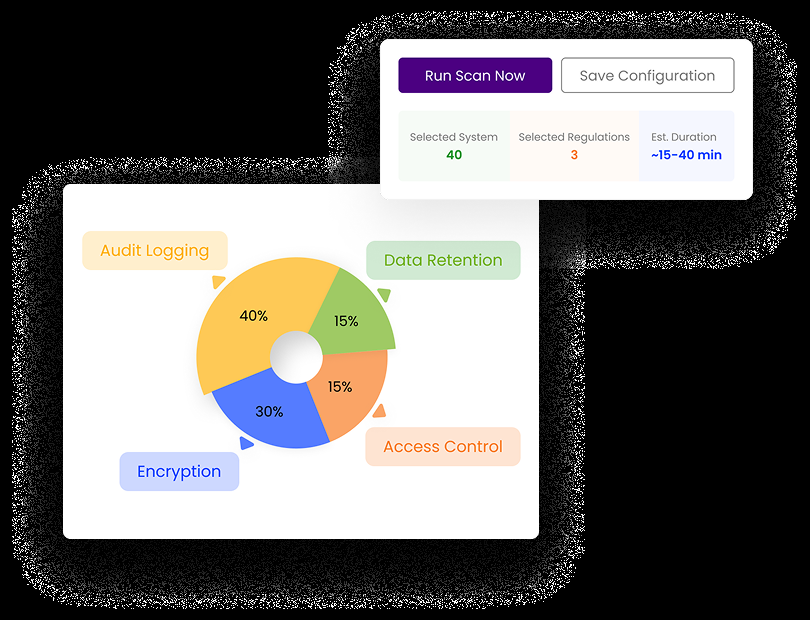 Run Scan Now
Save Configuration
Selected System
40
Selected Regulations
3
Est. Duration
~15-40 min
Audit Logging
Data Retention
40%
15%
15%
30%
Access Control
Encryption